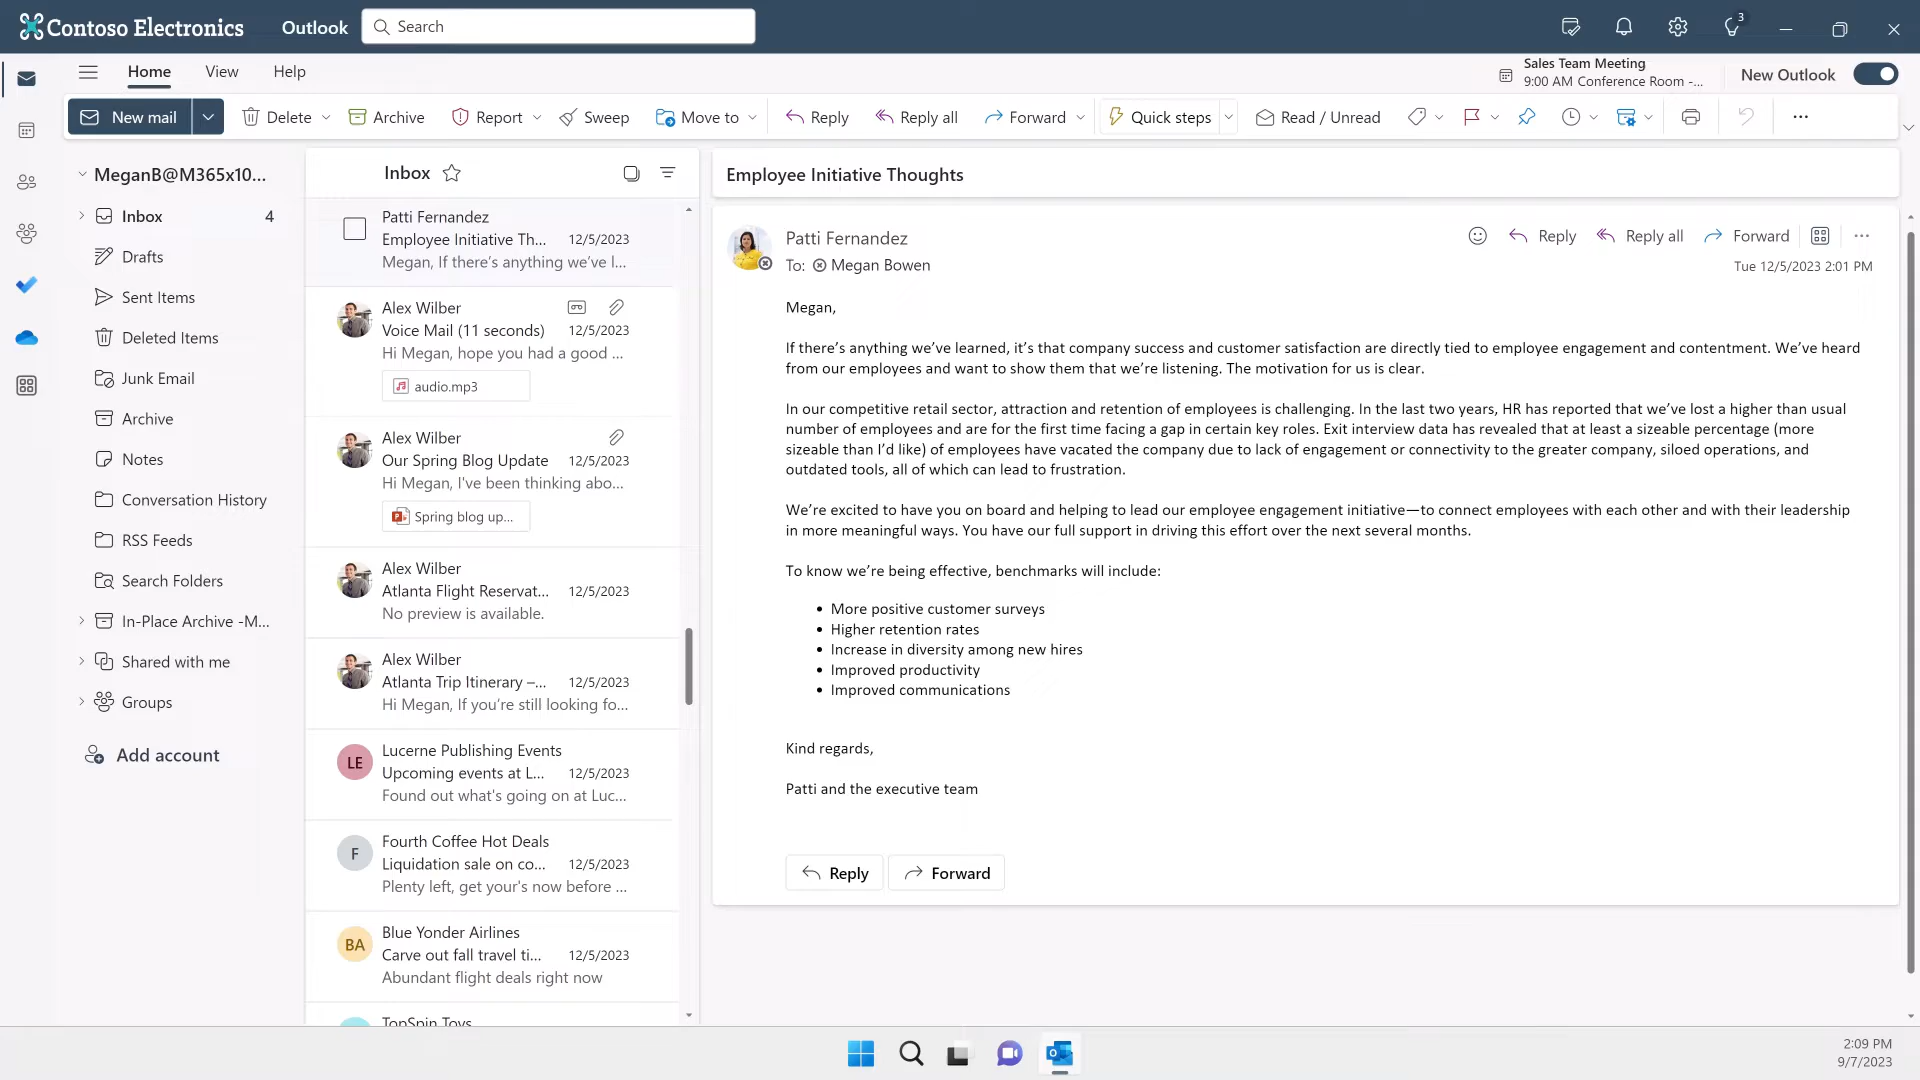 Contoso Electronics
Outlook
Search
3
Home
View
Help
Sales Team Meeting
9:00 AM Conference Room -...
New Outlook
New mail
Delete
Archive
Report
Sweep
Move to
Reply
Reply all
Forward
Quick steps
Read / Unread
MeganB@M365x10...
Inbox
4
Drafts
Sent Items
Deleted Items
Junk Email
Archive
Notes
Conversation History
RSS Feeds
Search Folders
In-Place Archive -M...
Shared with me
Groups
Add account
Inbox
Patti Fernandez
Employee Initiative Th... 12/5/2023
Megan, If there’s anything we’ve l...
Alex Wilber
Voice Mail (11 seconds) 12/5/2023
Hi Megan, hope you had a good ...
audio.mp3
Alex Wilber
Our Spring Blog Update 12/5/2023
Hi Megan, I've been thinking abo...
Spring blog up...
Alex Wilber
Atlanta Flight Reservat... 12/5/2023
No preview is available.
Alex Wilber
Atlanta Trip Itinerary –... 12/5/2023
Hi Megan, If you’re still looking fo...
LE
Lucerne Publishing Events
Upcoming events at L... 12/5/2023
Found out what's going on at Luc...
F
Fourth Coffee Hot Deals
Liquidation sale on co... 12/5/2023
Plenty left, get your's now before ...
BA
Blue Yonder Airlines
Carve out fall travel ti... 12/5/2023
Abundant flight deals right now
TopSpin Toys
Employee Initiative Thoughts
Patti Fernandez
To: Megan Bowen
Reply
Reply all
Forward
Tue 12/5/2023 2:01 PM
Megan,
If there’s anything we’ve learned, it’s that company success and customer satisfaction are directly tied to employee engagement and contentment. We’ve heard
from our employees and want to show them that we’re listening. The motivation for us is clear.
In our competitive retail sector, attraction and retention of employees is challenging. In the last two years, HR has reported that we’ve lost a higher than usual
number of employees and are for the first time facing a gap in certain key roles. Exit interview data has revealed that at least a sizeable percentage (more
sizeable than I’d like) of employees have vacated the company due to lack of engagement or connectivity to the greater company, siloed operations, and
outdated tools, all of which can lead to frustration.
We’re excited to have you on board and helping to lead our employee engagement initiative—to connect employees with each other and with their leadership
in more meaningful ways. You have our full support in driving this effort over the next several months.
To know we’re being effective, benchmarks will include:
• More positive customer surveys
• Higher retention rates
• Increase in diversity among new hires
• Improved productivity
• Improved communications
Kind regards,
Patti and the executive team
Reply
Forward
2:09 PM
9/7/2023